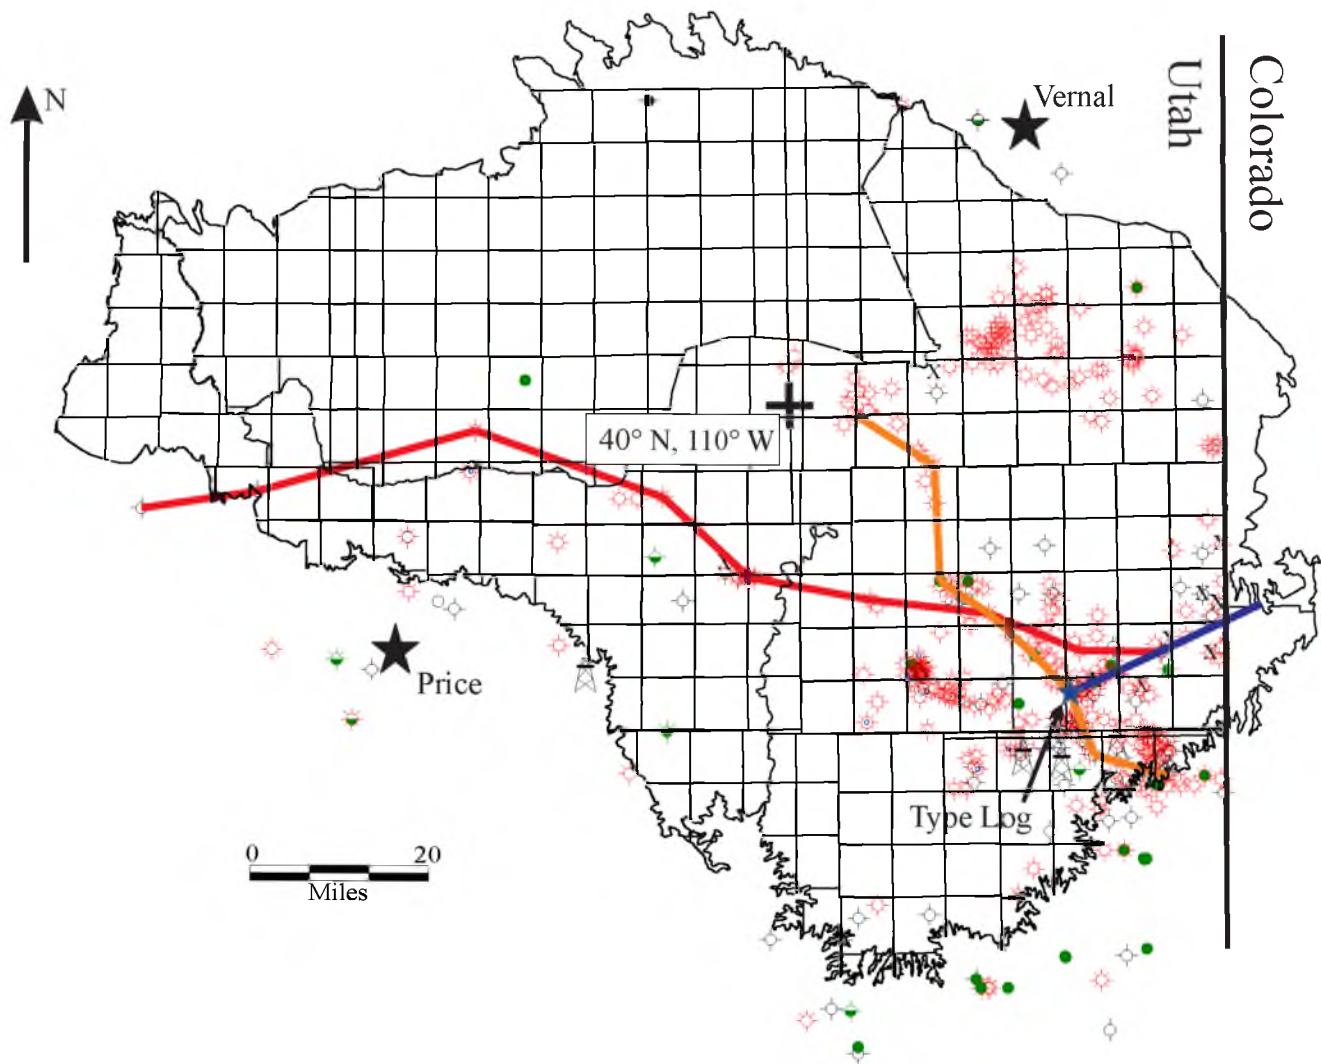 N
Vernal
Utah
Colorado
40° N, 110° W
X
X
X
X
X
Price
Type Log
0 20
Miles